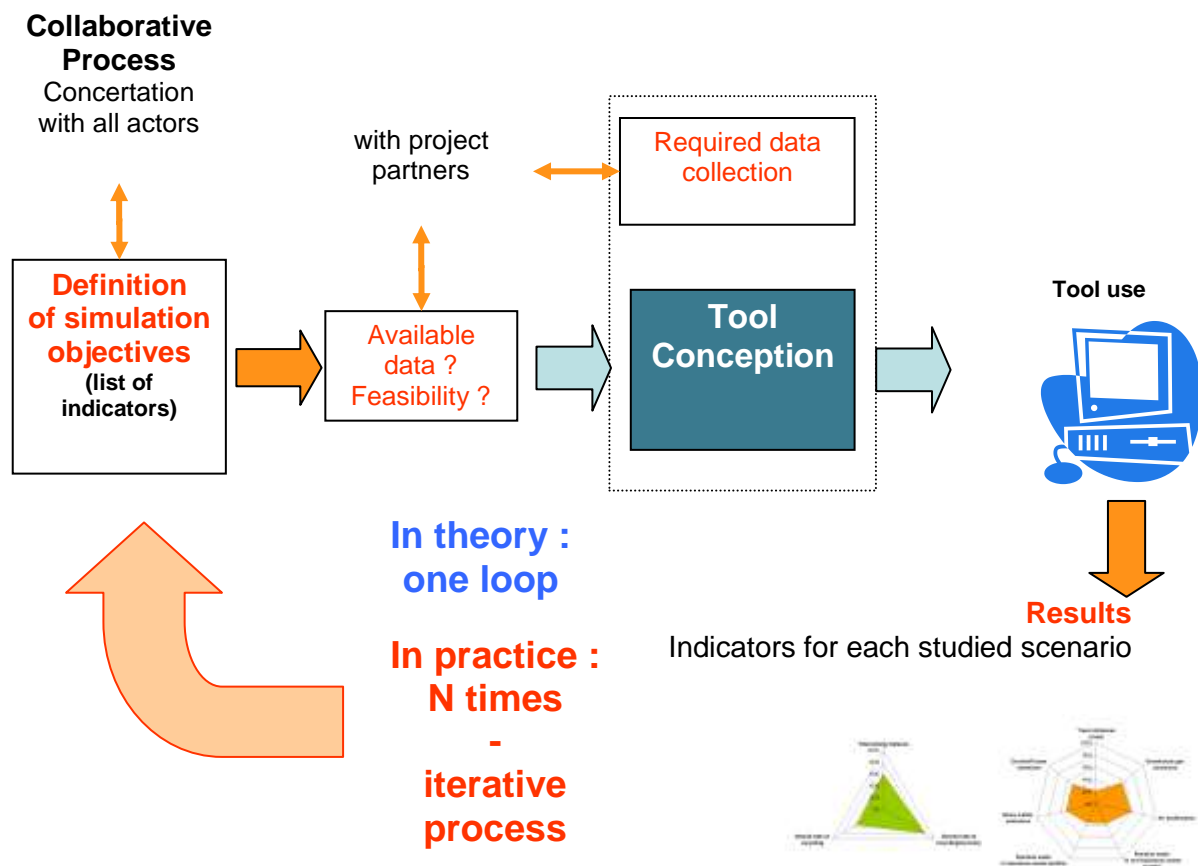 Collaborative
Process
Concertation
with all actors
with project
partners
Required data
collection
Definition
of simulation
objectives
(list of
indicators)
Available
data ?
Feasibility ?
Tool
Conception
Tool use
In theory :
one loop
In practice :
N times
-
iterative
process
Results
Indicators for each studied scenario